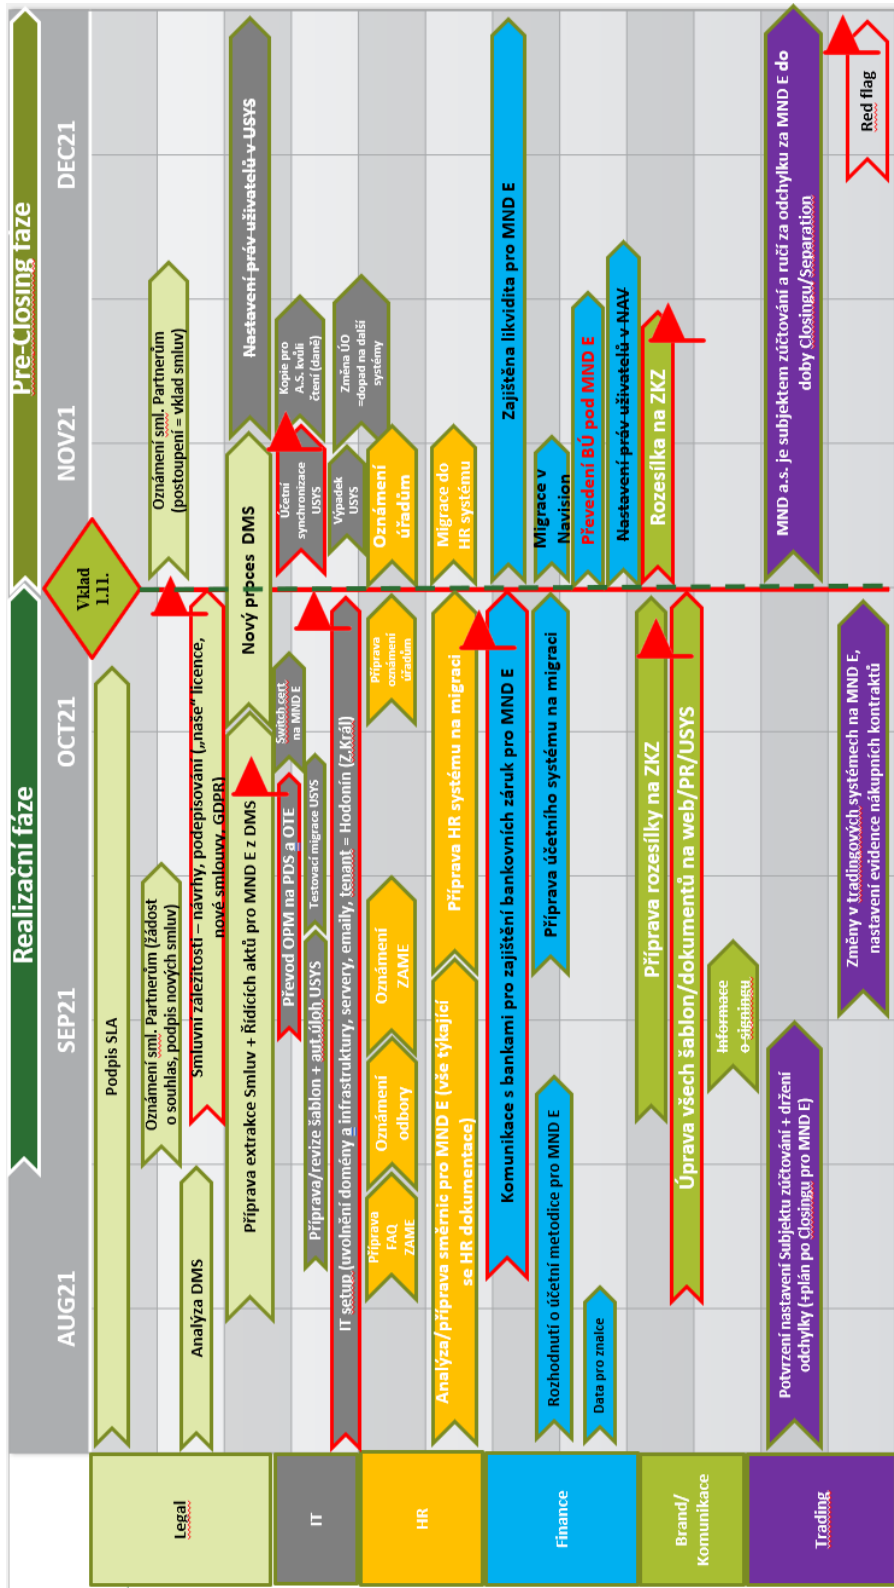 Realizační fáze
Pre-Closing fáze
AUG21
SEP21
OCT21
NOV21
DEC21
Vklad
1.11.
Legal
Podpis SLA
Oznámení sml. Partnerům (žádost
o souhlas, podpis nových smluv)
Oznámení sml. Partnerům
(postoupení = vklad smluv)
Analýza DMS
Smluvní záležitosti – návrhy, podepisování („nase“ licence,
nové smlouvy, GDPR)
Příprava extrakce Smluv + Řídících aktů pro MND E z DMS
Nový proces DMS
Nastavení práv uživatelů v USYS
IT
Převod OPM na PDS a OTE
Switch cert
na MND E
Účetní
synchronizace
USYS
Kopie pro
A.S. kvůli
čtení (daně)
Příprava/revize šablon + aut.úloh USYS
Testovací migrace USYS
Výpadek
USYS
Změna ÚO
=dopad na další
systémy
IT setup (uvolnění domény a infrastruktury, servery, emaily, tenant = Hodonín (Z.Král)
HR
Příprava
FAQ
ZAME
Oznámení
odbory
Oznámení
ZAME
Příprava
oznámení
úřadům
Oznámení
úřadům
Analýza/příprava směrnic pro MND E (vše týkající
se HR dokumentace)
Příprava HR systému na migraci
Migrace do
HR systému
Finance
Komunikace s bankami pro zajištění bankovních záruk pro MND E
Zajištěna likvidita pro MND E
Rozhodnutí o účetní metodice pro MND E
Příprava účetního systému na migraci
Migrace v
Navision
Data pro znalce
Převedení BÚ pod MND E
Nastavení práv uživatelů v NAV
Brand/
Komunikace
Příprava rozesílky na ZKZ
Rozesílka na ZKZ
Úprava všech šablon/dokumentů na web/PR/USYS
Informace
o signingu
Trading
Potvrzení nastavení Subjektu zúčtování + držení
odchylky (+plán po Closingu pro MND E)
MND a.s. je subjektem zúčtování a ručí za odchylku za MND E do
doby Closingu/Separation
Změny v tradingových systémech na MND E,
nastavení evidence nákupních kontraktů
Red flag